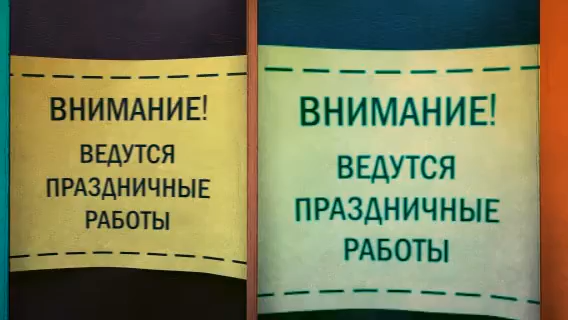 ВНИМАНИЕ!
ВЕДУТСЯ
ПРАЗДНИЧНЫЕ
РАБОТЫ
ВНИМАНИЕ!
ВЕДУТСЯ
ПРАЗДНИЧНЫЕ
РАБОТЫ